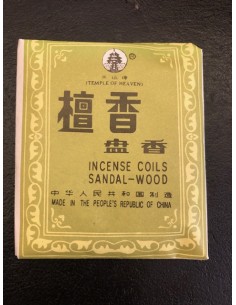 天坛牌
(TEMPLE OF HEAVEN)
檀香
盘香
INCENSE COILS
SANDAL-WOOD
中华人民共和国制造
MADE IN THE PEOPLE'S REPUBLIC OF CHINA